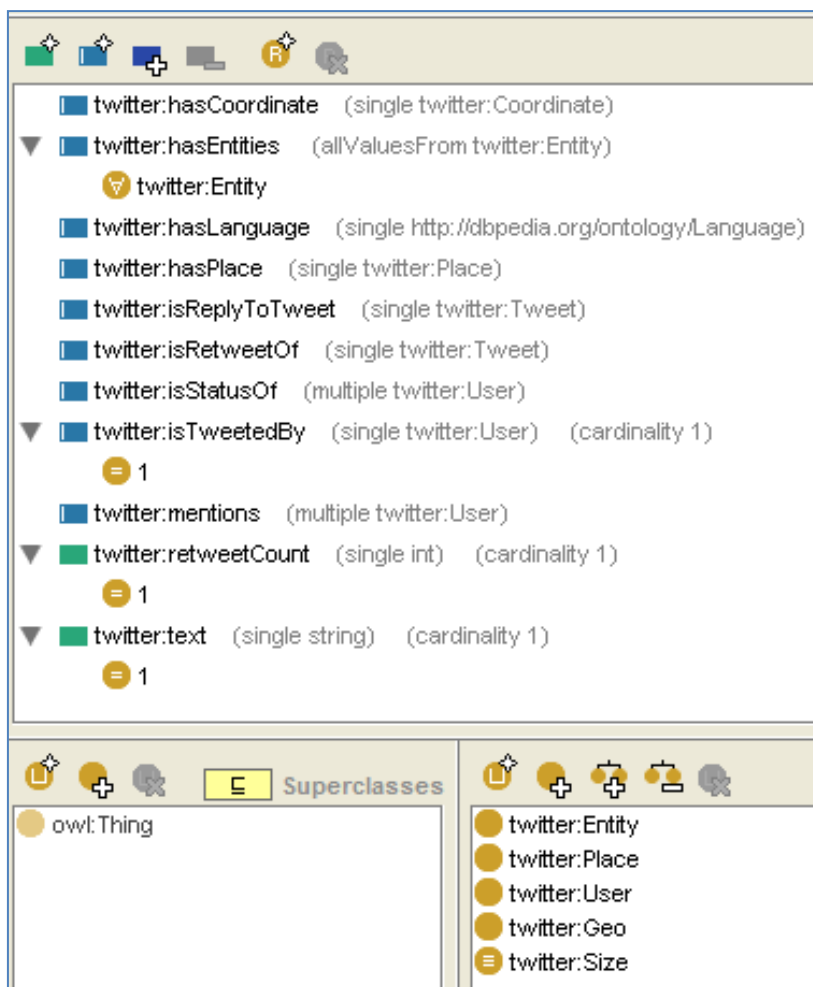 R
twitter:hasCoordinate (single twitter:Coordinate)
twitter:hasEntities (allValuesFrom twitter:Entity)
∀ twitter:Entity
twitter:hasLanguage (single http://dbpedia.org/ontology/Language)
twitter:hasPlace (single twitter:Place)
twitter:isReplyToTweet (single twitter:Tweet)
twitter:isRetweetOf (single twitter:Tweet)
twitter:isStatusOf (multiple twitter:User)
twitter:isTweetedBy (single twitter:User) (cardinality 1)
= 1
twitter:mentions (multiple twitter:User)
twitter:retweetCount (single int) (cardinality 1)
= 1
twitter:text (single string) (cardinality 1)
= 1
⊑ Superclasses
owl:Thing
twitter:Entity
twitter:Place
twitter:User
twitter:Geo
≡ twitter:Size